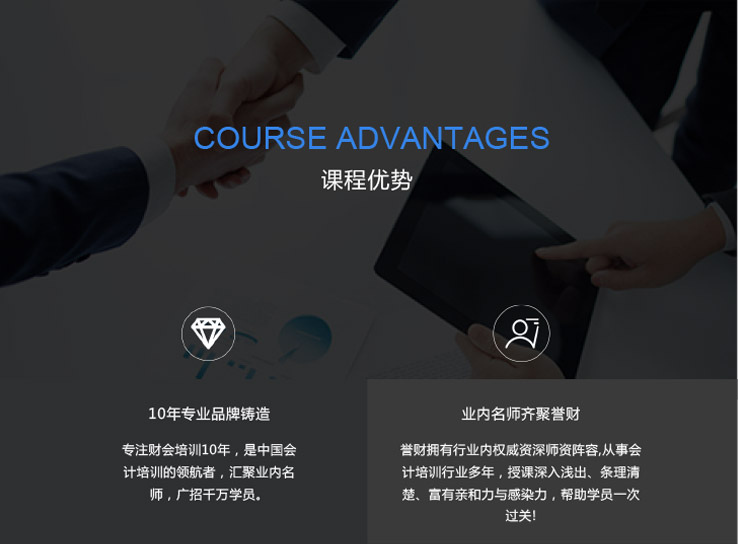 COURSE ADVANTAGES
课程优势
10年专业品牌铸造
专注财会培训10年，是中国会
计培训的领航者，汇聚业内名
师，广招千万学员。
业内名师齐聚誉财
誉财拥有行业内权威资深师资阵容,从事会
计培训行业多年，授课深入浅出、条理清
楚、富有亲和力与感染力，帮助学员一次
过关!